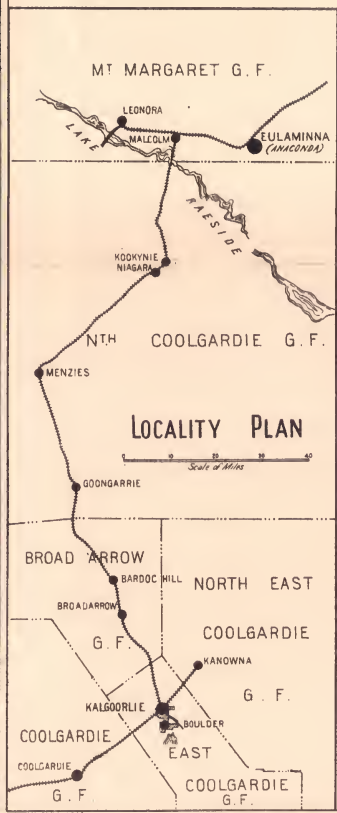 MT MARGARET G. F.
LEONORA
MALCOLM
EULAMINNA
(ANACONDA)
LAKE
RAESIDE
KOOKYNIE
NIAGARA
NTH COOLGARDIE G. F.
MENZIES
LOCALITY PLAN
0 10 20 30 40
Scale of Miles
GOONGARRIE
BROAD ARROW
BARDOC HILL
NORTH EAST
BROADARROW
COOLGARDIE
G. F.
KANOWNA
G. F.
KALGOORLIE
BOULDER
COOLGARDIE
EAST
COOLGARDIE
COOLGARDIE
G. F.
G. F